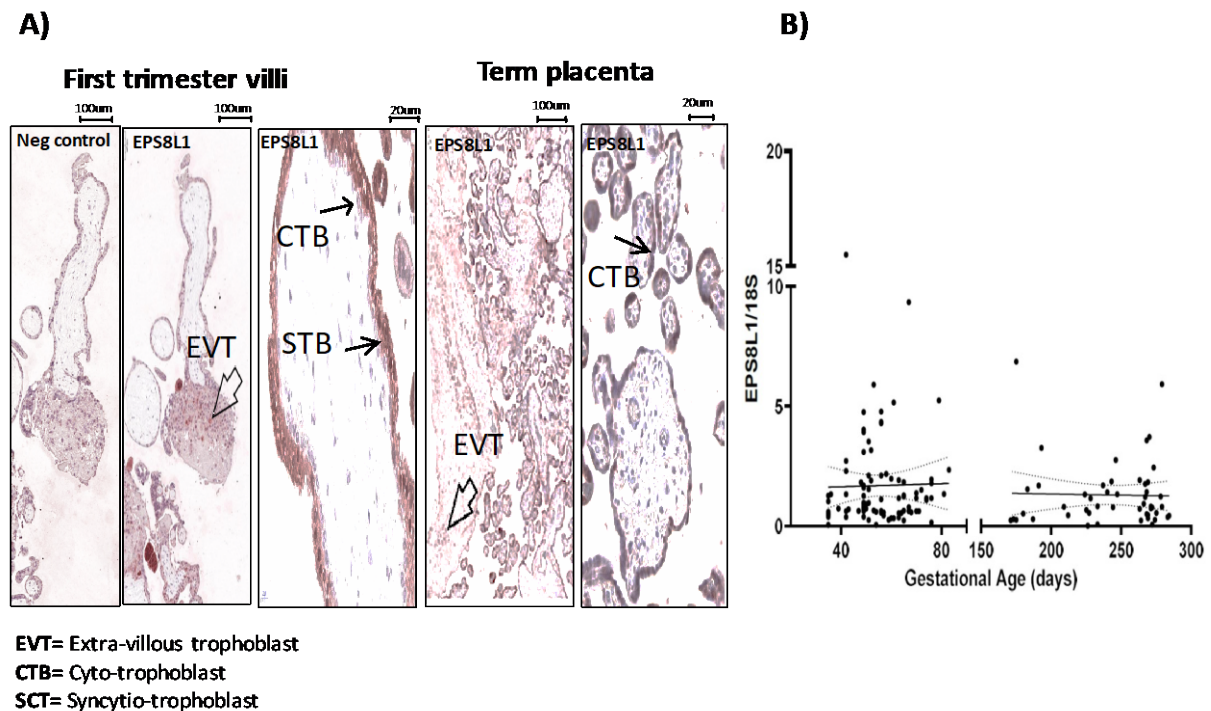 A)
B)
First trimester villi
Term placenta
100um
100um
20um
100um
20um
Neg control
EPS8L1
EPS8L1
EPS8L1
EPS8L1
EVT
CTB
STB
EVT
CTB
EPS8L1/18S
20
15
10
5
0
40
80
150
200
250
300
Gestational Age (days)
EVT= Extra-villous trophoblast
CTB= Cyto-trophoblast
SCT= Syncytio-trophoblast